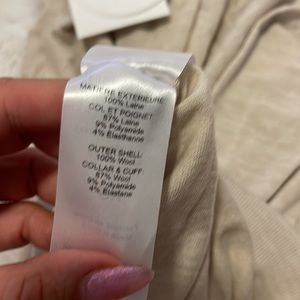 MATIERE EXTERIEURE:
100% Laine
COL ET POIGNET:
87% Laine
9% Polyamide
4% Elasthanne
OUTER SHELL:
100% Wool
COLLAR & CUFF:
87% Wool
9% Polyamide
4% Elastane